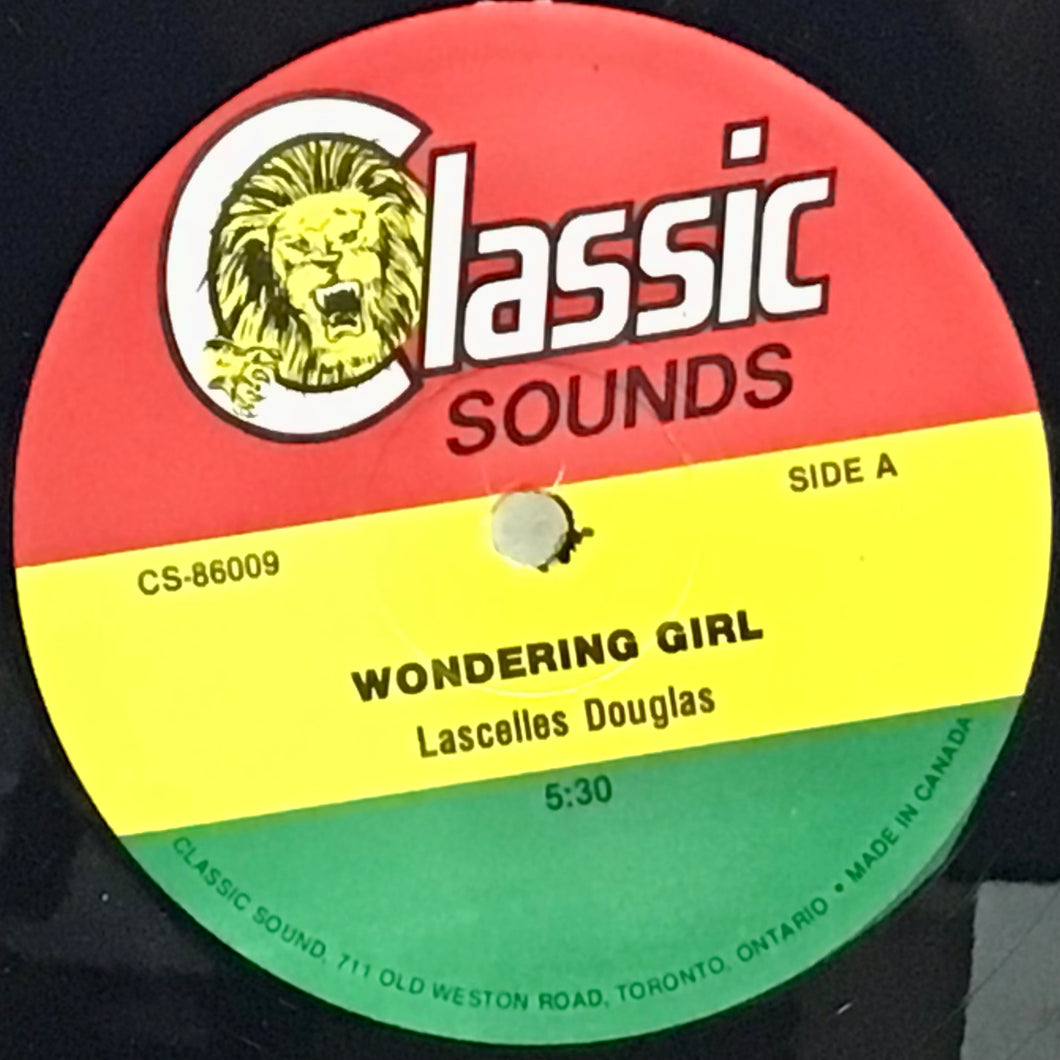 Classic
SOUNDS
SIDE A
CS-86009
WONDERING GIRL
Lascelles Douglas
5:30
CLASSIC SOUND, 711 OLD WESTON ROAD, TORONTO, ONTARIO • MADE IN CANADA